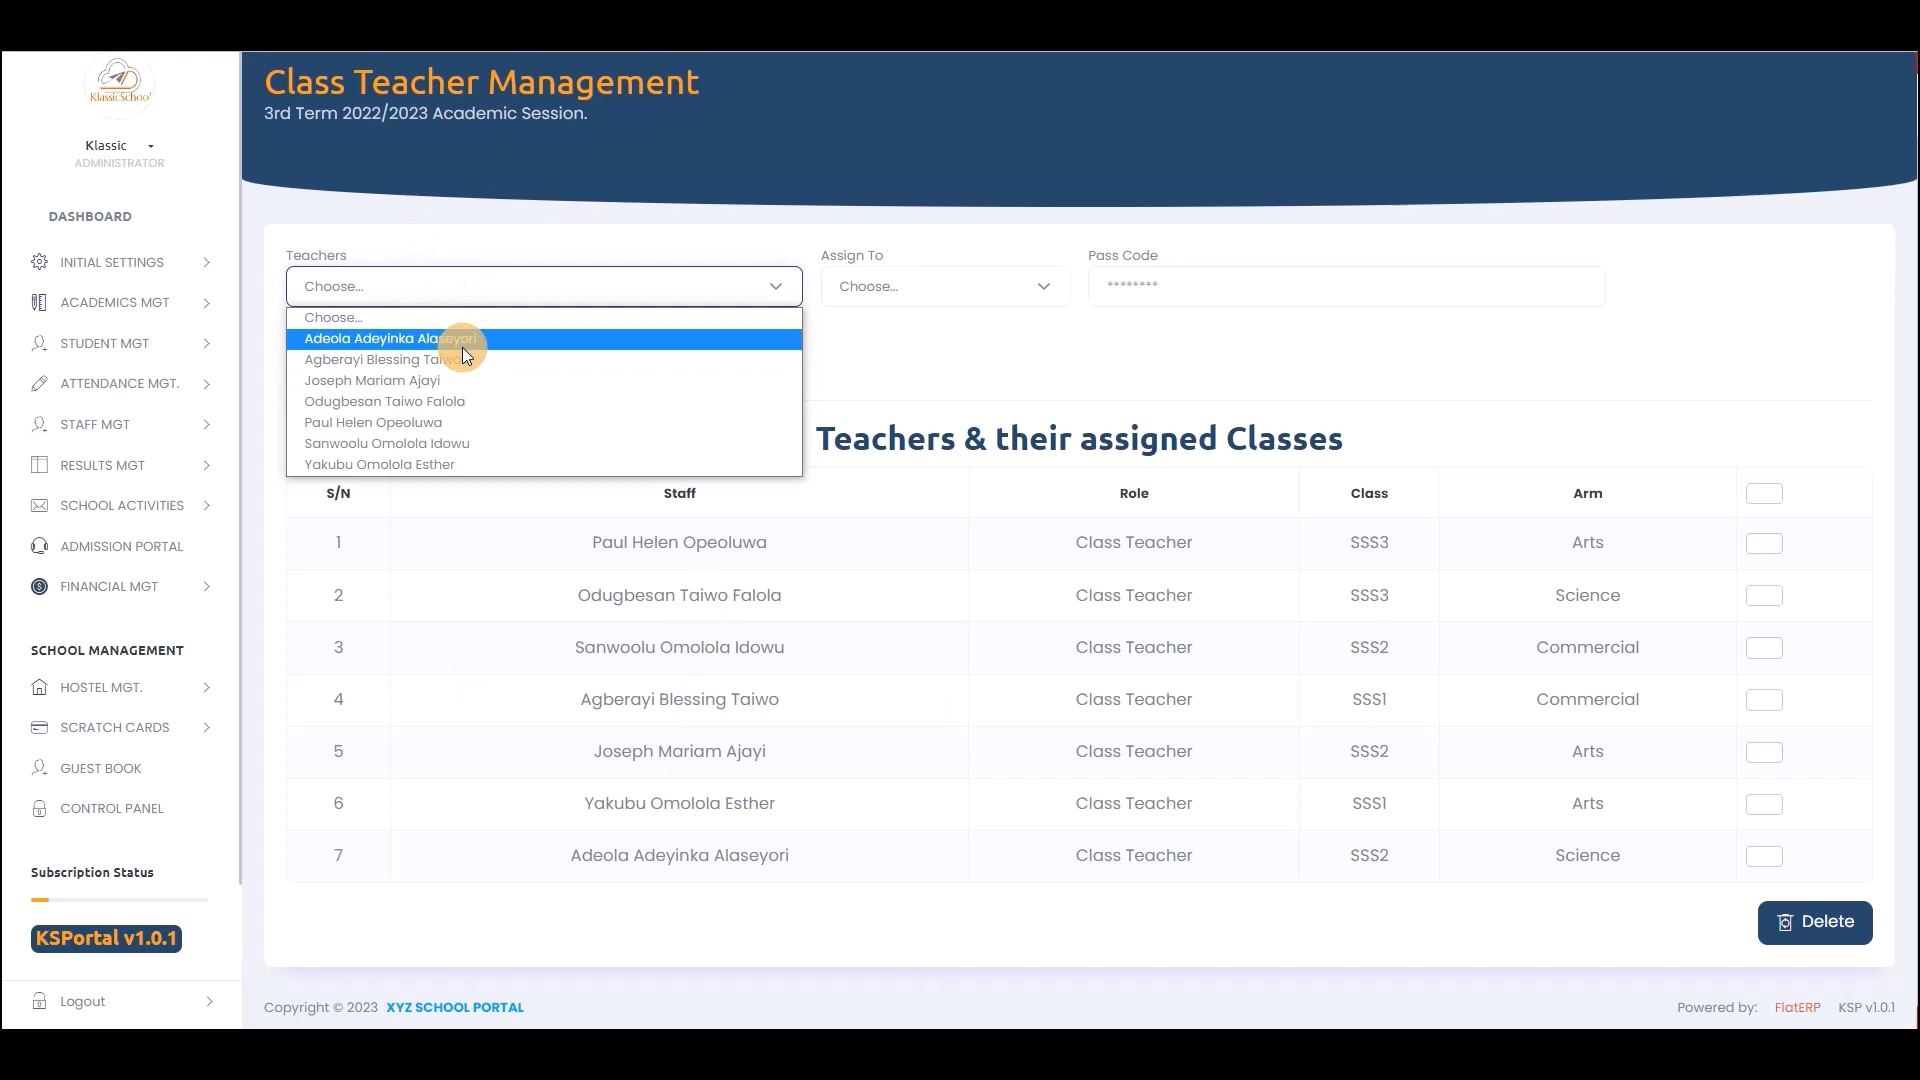 KlassicSchool
Klassic
ADMINISTRATOR
DASHBOARD
INITIAL SETTINGS
ACADEMICS MGT
STUDENT MGT
ATTENDANCE MGT.
STAFF MGT
RESULTS MGT
SCHOOL ACTIVITIES
ADMISSION PORTAL
FINANCIAL MGT
SCHOOL MANAGEMENT
HOSTEL MGT.
SCRATCH CARDS
GUEST BOOK
CONTROL PANEL
Subscription Status
KSPortal v1.0.1
Logout
Class Teacher Management
3rd Term 2022/2023 Academic Session.
Teachers Assign To Pass Code
Choose... Choose... ********
Choose...
Adeola Adeyinka Alaseyori
Agberayi Blessing Taiwo
Joseph Mariam Ajayi
Odugbesan Taiwo Falola
Paul Helen Opeoluwa
Sanwoolu Omolola Idowu
Yakubu Omolola Esther
Teachers & their assigned Classes
S/N Staff Role Class Arm
1 Paul Helen Opeoluwa Class Teacher SSS3 Arts
2 Odugbesan Taiwo Falola Class Teacher SSS3 Science
3 Sanwoolu Omolola Idowu Class Teacher SSS2 Commercial
4 Agberayi Blessing Taiwo Class Teacher SSS1 Commercial
5 Joseph Mariam Ajayi Class Teacher SSS2 Arts
6 Yakubu Omolola Esther Class Teacher SSS1 Arts
7 Adeola Adeyinka Alaseyori Class Teacher SSS2 Science
Delete
Copyright © 2023 XYZ SCHOOL PORTAL Powered by: FlatERP KSP v1.0.1